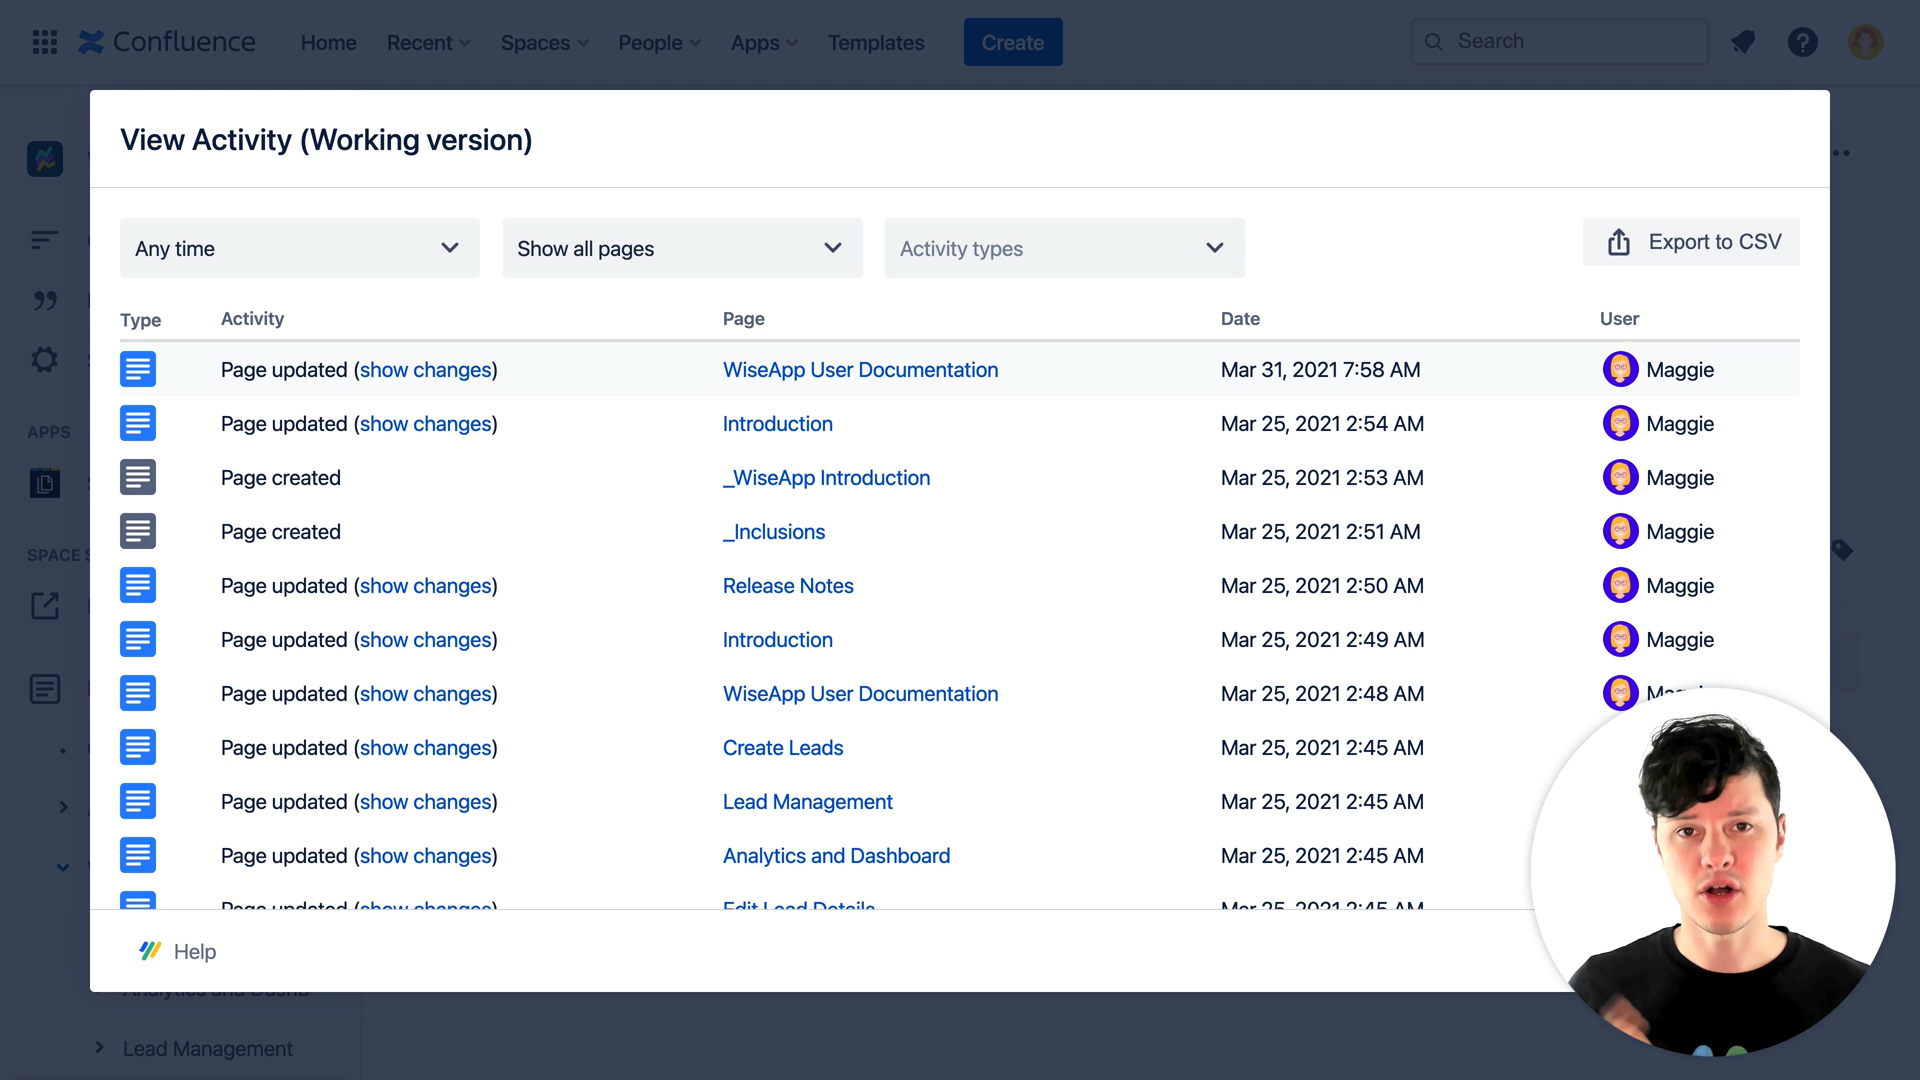 Confluence Home Recent Spaces People Apps Templates Create Search
View Activity (Working version)
Any time Show all pages Activity types Export to CSV
Type Activity Page Date User
Page updated (show changes) WiseApp User Documentation Mar 31, 2021 7:58 AM Maggie
Page updated (show changes) Introduction Mar 25, 2021 2:54 AM Maggie
Page created _WiseApp Introduction Mar 25, 2021 2:53 AM Maggie
APPS
Page created _Inclusions Mar 25, 2021 2:51 AM Maggie
SPACE
Page updated (show changes) Release Notes Mar 25, 2021 2:50 AM Maggie
Page updated (show changes) Introduction Mar 25, 2021 2:49 AM Maggie
Page updated (show changes) WiseApp User Documentation Mar 25, 2021 2:48 AM
Page updated (show changes) Create Leads Mar 25, 2021 2:45 AM
Page updated (show changes) Lead Management Mar 25, 2021 2:45 AM
Page updated (show changes) Analytics and Dashboard Mar 25, 2021 2:45 AM
Page updated (show changes) Edit Lead Details Mar 25, 2021 2:45 AM
Help
Analytics and Dashb
Lead Management